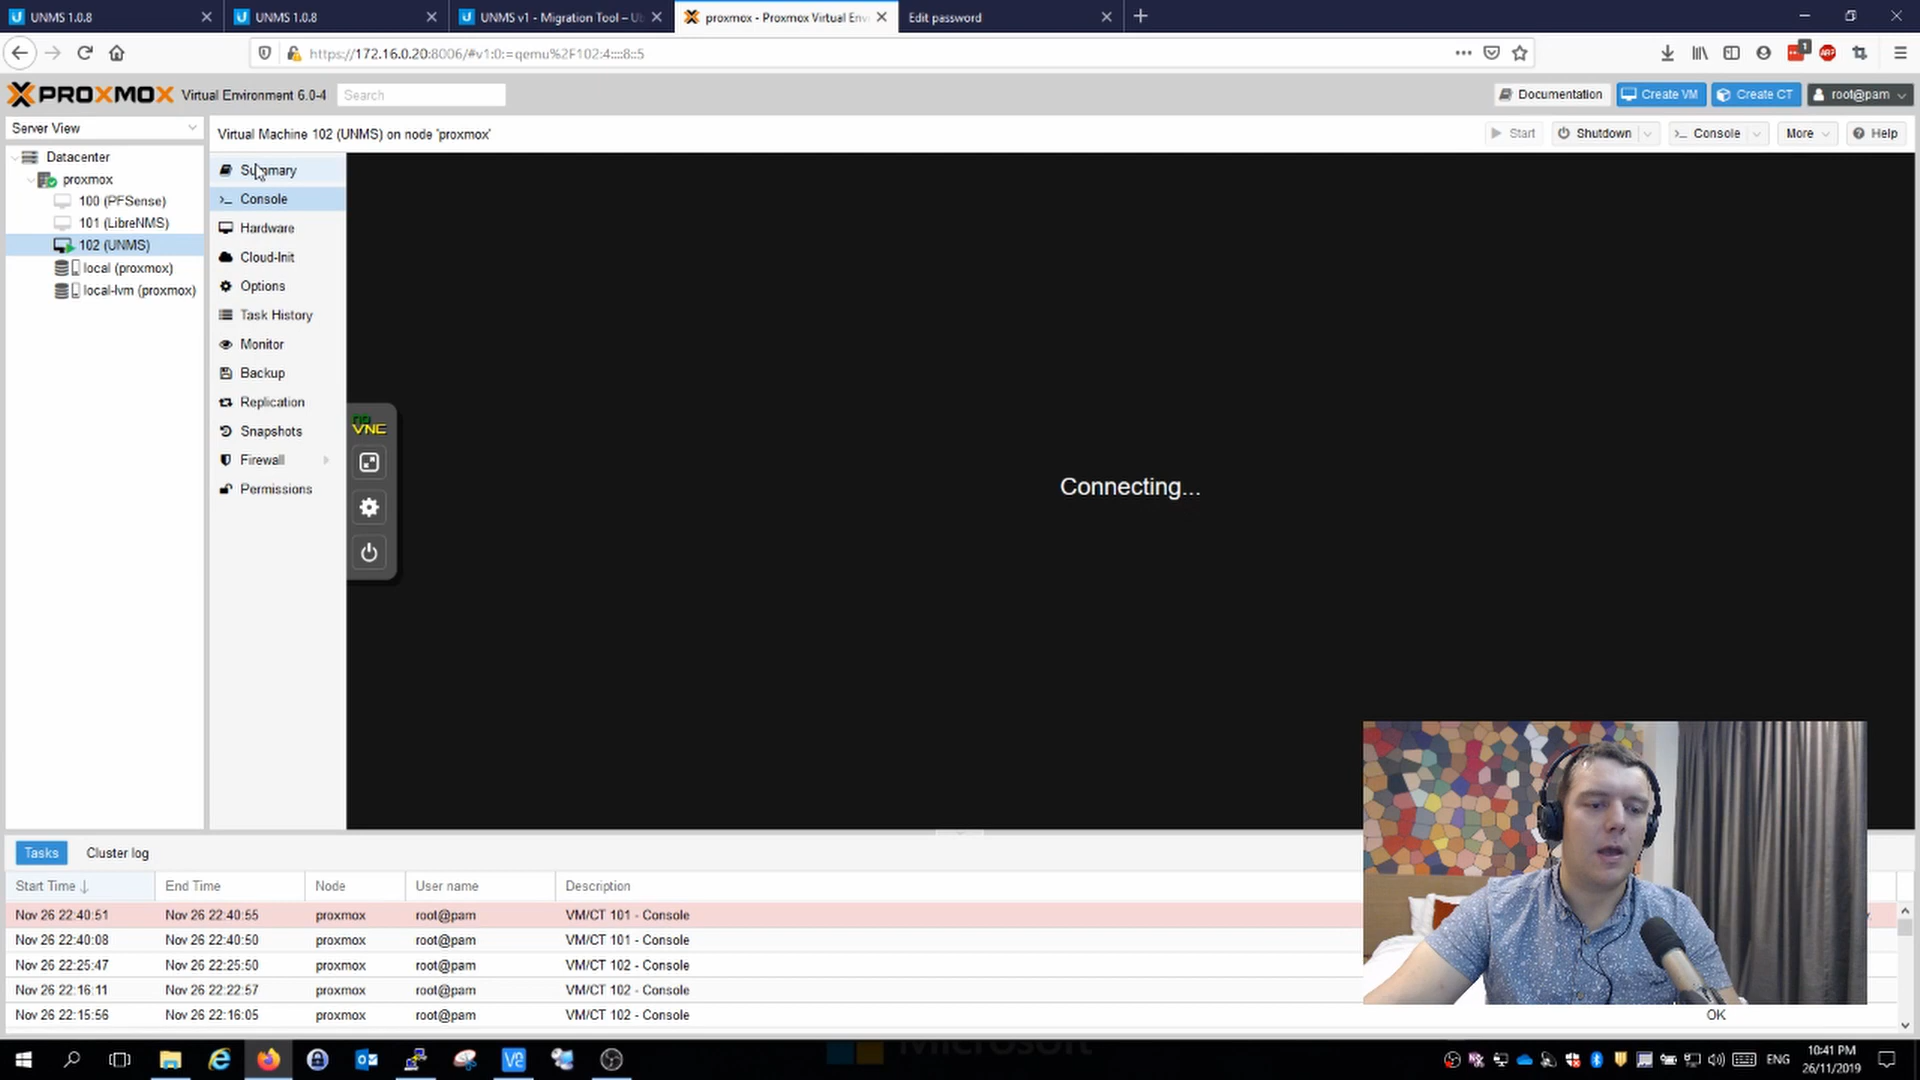 UNMS 1.0.8
UNMS 1.0.8
UNMS v1 - Migration Tool – U
proxmox - Proxmox Virtual Env
Edit password
https://172.16.0.20:8006/#v1:0:=qemu%2F102:4::::8::5
PROXMOX Virtual Environment 6.0-4 Search Documentation Create VM Create CT root@pam
Server View
Virtual Machine 102 (UNMS) on node 'proxmox' Start Shutdown >_ Console More Help
Datacenter
proxmox
100 (PFSense)
101 (LibreNMS)
102 (UNMS)
local (proxmox)
local-lvm (proxmox)
Summary
>_ Console
Hardware
Cloud-Init
Options
Task History
Monitor
Backup
Replication
Snapshots
Firewall
Permissions
no
VNC
Connecting...
Tasks Cluster log
Start Time End Time Node User name Description
Nov 26 22:40:51 Nov 26 22:40:55 proxmox root@pam VM/CT 101 - Console
Nov 26 22:40:08 Nov 26 22:40:50 proxmox root@pam VM/CT 101 - Console
Nov 26 22:25:47 Nov 26 22:25:50 proxmox root@pam VM/CT 102 - Console
Nov 26 22:16:11 Nov 26 22:22:57 proxmox root@pam VM/CT 102 - Console
Nov 26 22:15:56 Nov 26 22:16:05 proxmox root@pam VM/CT 102 - Console
OK
Microsoft
ENG
10:41 PM
26/11/2019